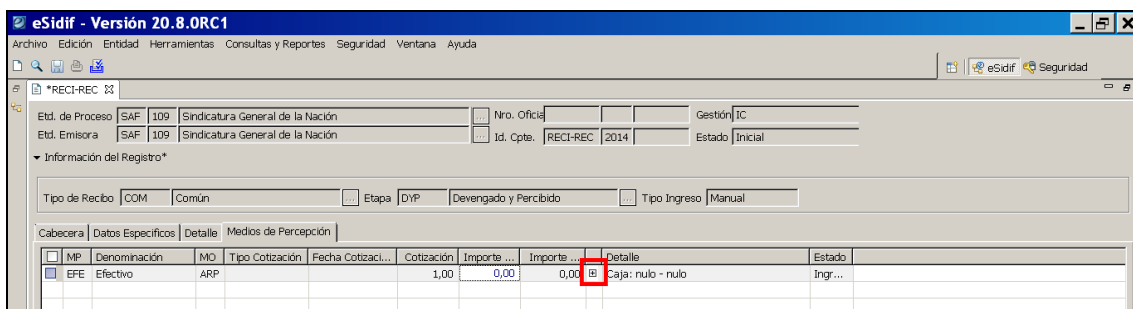 eSidif - Versión 20.8.0RC1
Archivo Edición Entidad Herramientas Consultas y Reportes Seguridad Ventana Ayuda
eSidif Seguridad
*RECI-REC
Etd. de Proceso SAF 109 Sindicatura General de la Nación ... Nro. Oficial Gestión IC
Etd. Emisora SAF 109 Sindicatura General de la Nación ... Id. Cpte. RECI-REC 2014 Estado Inicial
Información del Registro*
Tipo de Recibo COM Común ... Etapa DYP Devengado y Percibido ... Tipo Ingreso Manual
Cabecera Datos Especificos Detalle Medios de Percepción
MP Denominación MO Tipo Cotización Fecha Cotizaci... Cotización Importe ... Importe ... Detalle Estado
EFE Efectivo ARP 1,00 0,00 0,00 Caja: nulo - nulo Ingr...